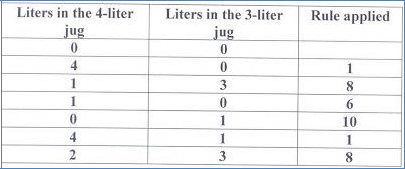 Liters in the 4-liter jug | Liters in the 3-liter jug | Rule applied
0 | 0 |
4 | 0 | 1
1 | 3 | 8
1 | 0 | 6
0 | 1 | 10
4 | 1 | 1
2 | 3 | 8